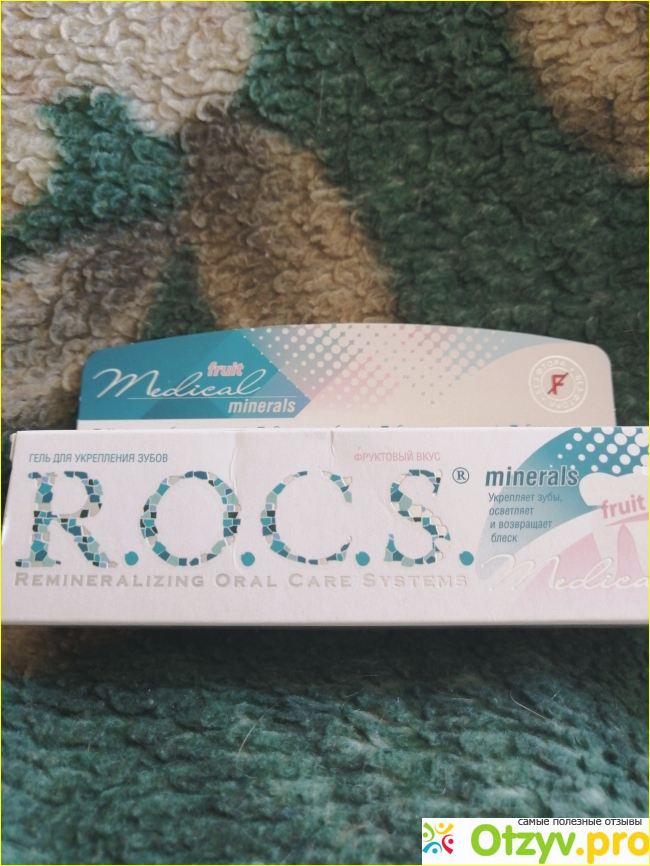 fruit
Medical
minerals
F
ГЕЛЬ ДЛЯ УКРЕПЛЕНИЯ ЗУБОВ
ФРУКТОВЫЙ ВКУС
R.O.C.S.®
REMINERALIZING ORAL CARE SYSTEMS
minerals
Укрепляет зубы,
осветляет
и возвращает
блеск
fruit
Medical
самые полезные отзывы
Otzyv.pro